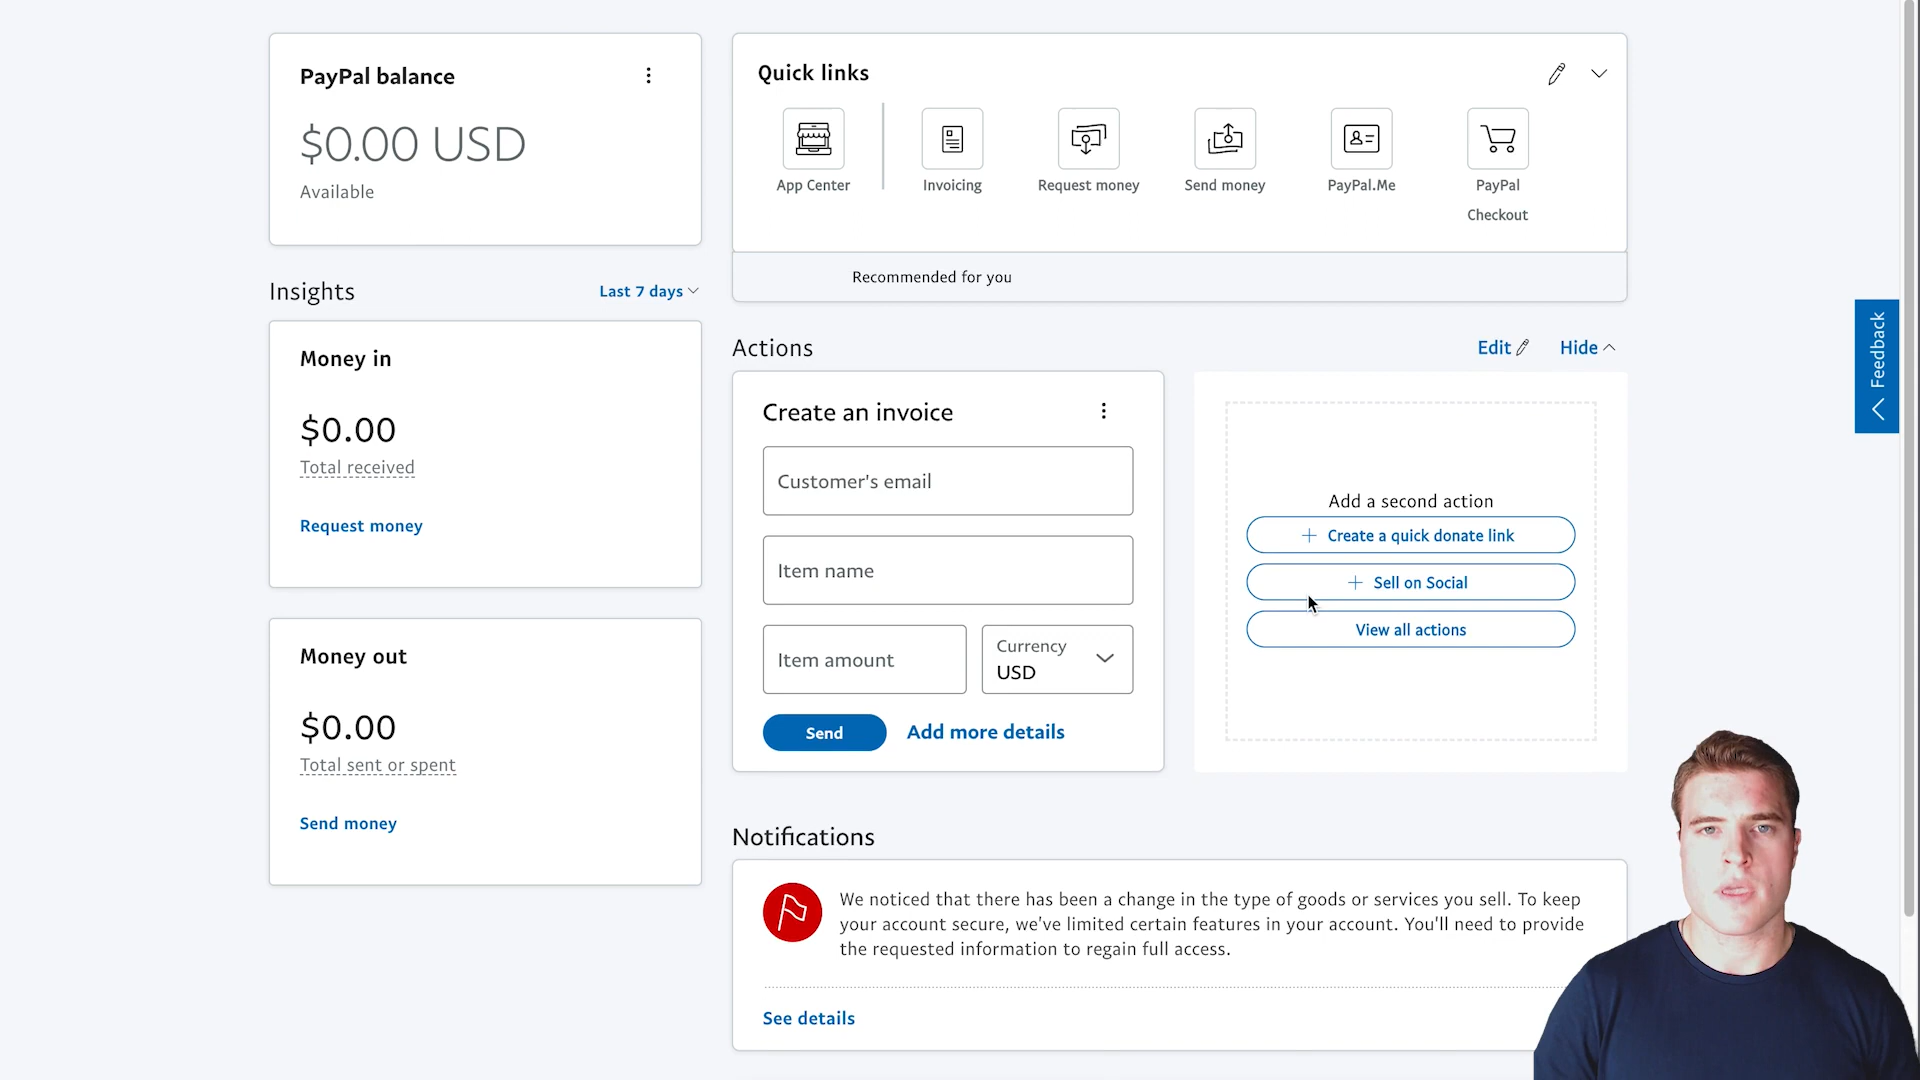 PayPal balance
$0.00 USD
Available
Quick links
App Center
Invoicing
Request money
Send money
PayPal.Me
PayPal
Checkout
Recommended for you
Insights
Last 7 days
Money in
$0.00
Total received
Request money
Money out
$0.00
Total sent or spent
Send money
Actions
Edit
Hide
Create an invoice
Customer's email
Item name
Item amount
Currency
USD
Send
Add more details
Add a second action
Create a quick donate link
Sell on Social
View all actions
Notifications
We noticed that there has been a change in the type of goods or services you sell. To keep
your account secure, we've limited certain features in your account. You'll need to provide
the requested information to regain full access.
See details
Feedback